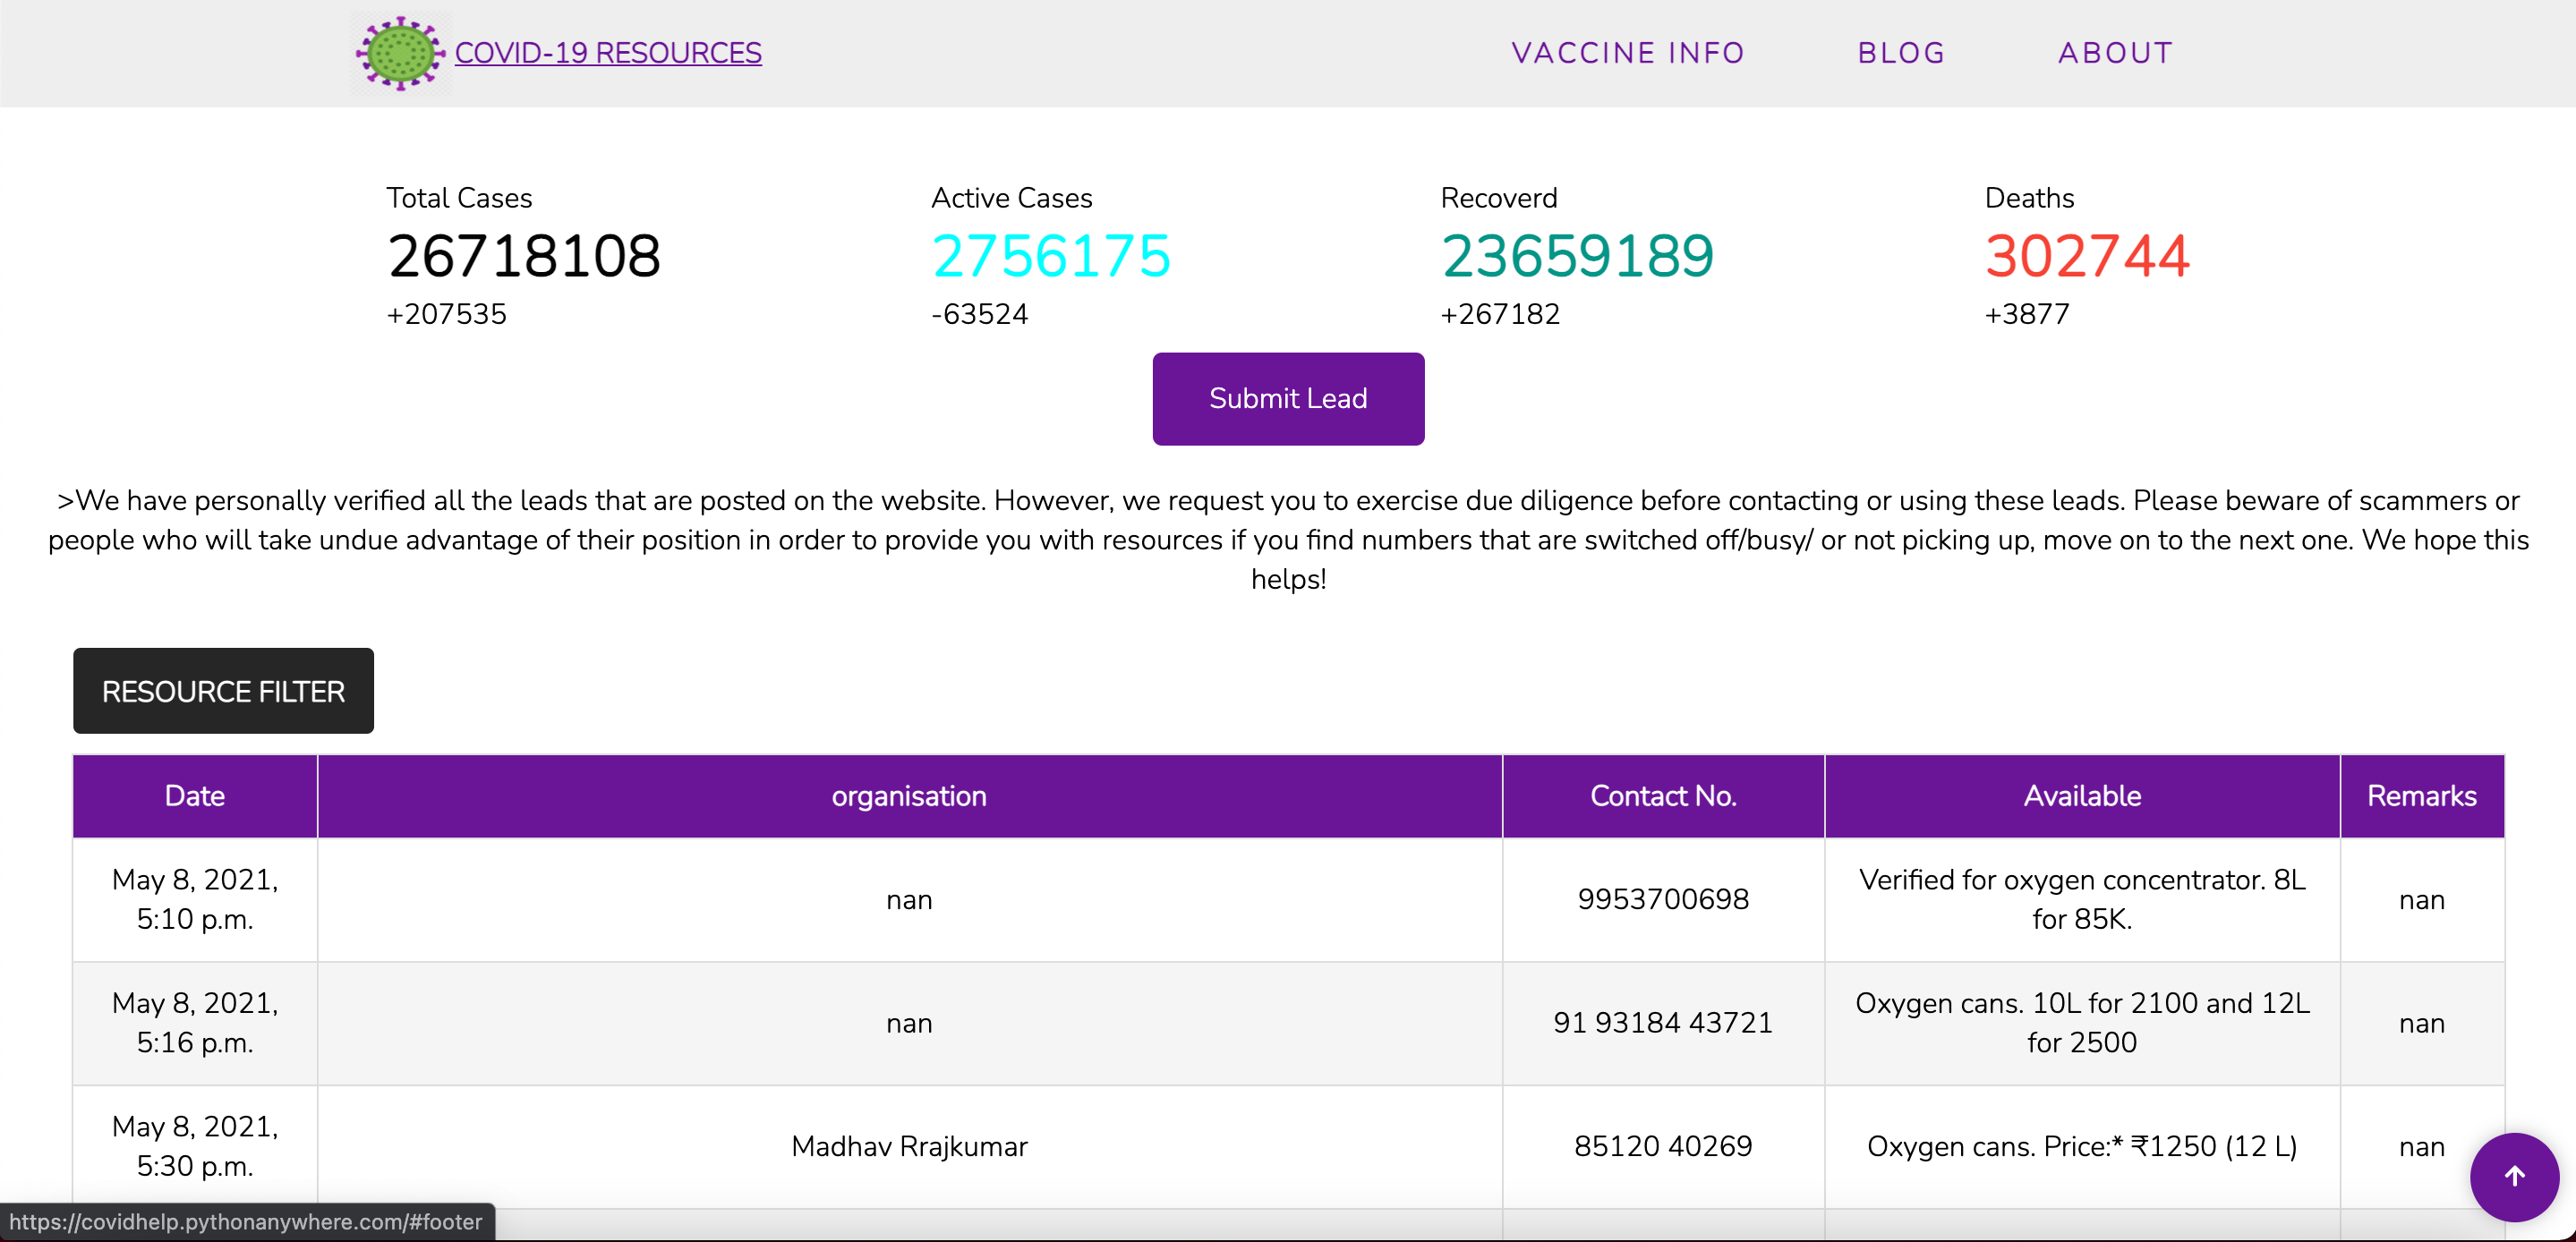 COVID-19 RESOURCES
VACCINE INFO
BLOG
ABOUT
Total Cases
26718108
+207535
Active Cases
2756175
-63524
Recoverd
23659189
+267182
Deaths
302744
+3877
Submit Lead
>We have personally verified all the leads that are posted on the website. However, we request you to exercise due diligence before contacting or using these leads. Please beware of scammers or
people who will take undue advantage of their position in order to provide you with resources if you find numbers that are switched off/busy/ or not picking up, move on to the next one. We hope this
helps!
RESOURCE FILTER
Date
organisation
Contact No.
Available
Remarks
May 8, 2021,
5:10 p.m.
nan
9953700698
Verified for oxygen concentrator. 8L
for 85K.
nan
May 8, 2021,
5:16 p.m.
nan
91 93184 43721
Oxygen cans. 10L for 2100 and 12L
for 2500
nan
May 8, 2021,
5:30 p.m.
Madhav Rrajkumar
85120 40269
Oxygen cans. Price:* ₹1250 (12 L)
nan
https://covidhelp.pythonanywhere.com/#footer